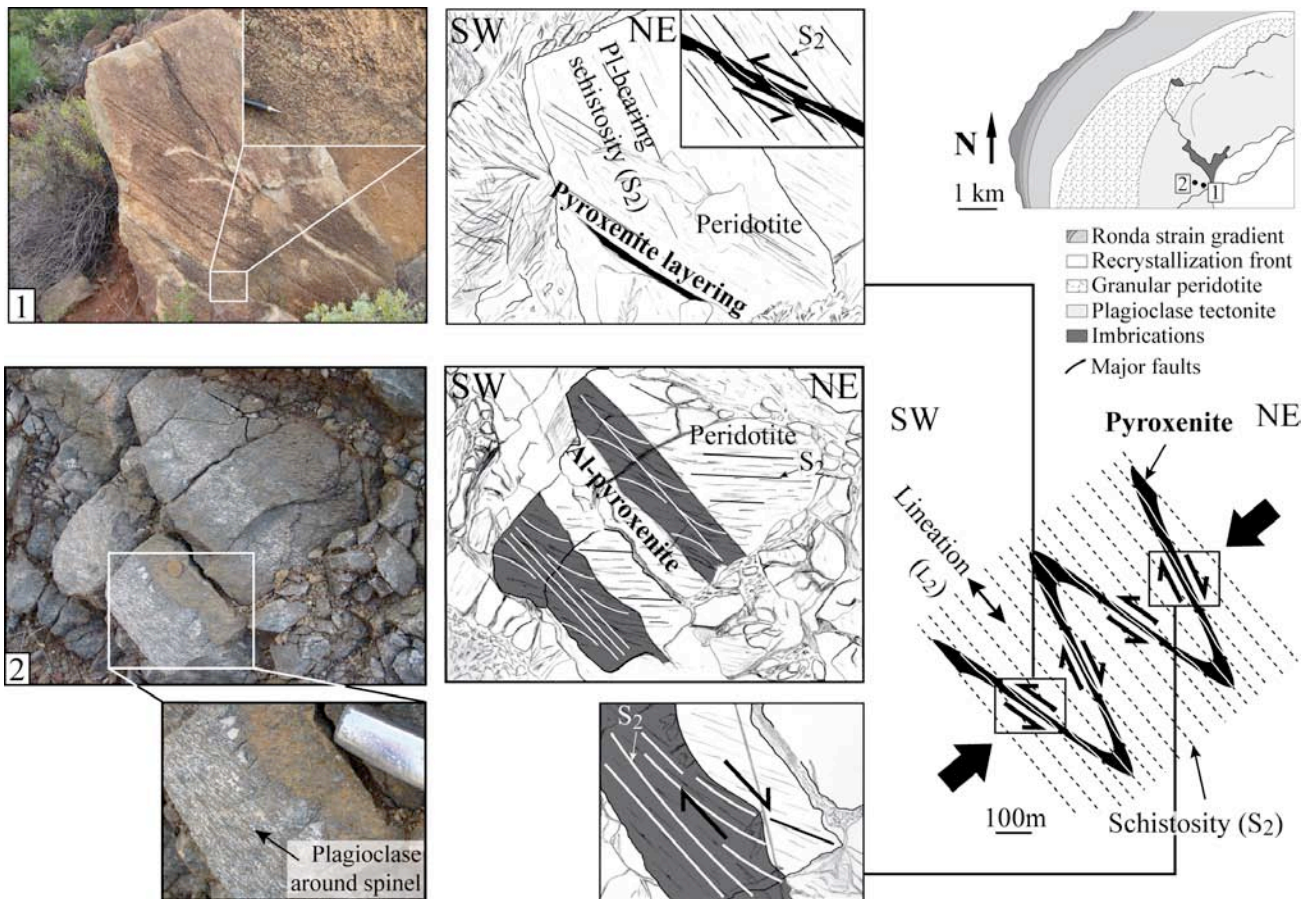 1
SW
NE
Pl-bearing
schistosity (S2)
Pyroxenite layering
Peridotite
S2
N
1 km
2
1
Ronda strain gradient
Recrystallization front
Granular peridotite
Plagioclase tectonite
Imbrications
Major faults
2
Plagioclase
around spinel
SW
NE
Peridotite
S2
Al-pyroxenite
S2
SW
NE
Pyroxenite
Lineation
(L2)
100m
Schistosity (S2)